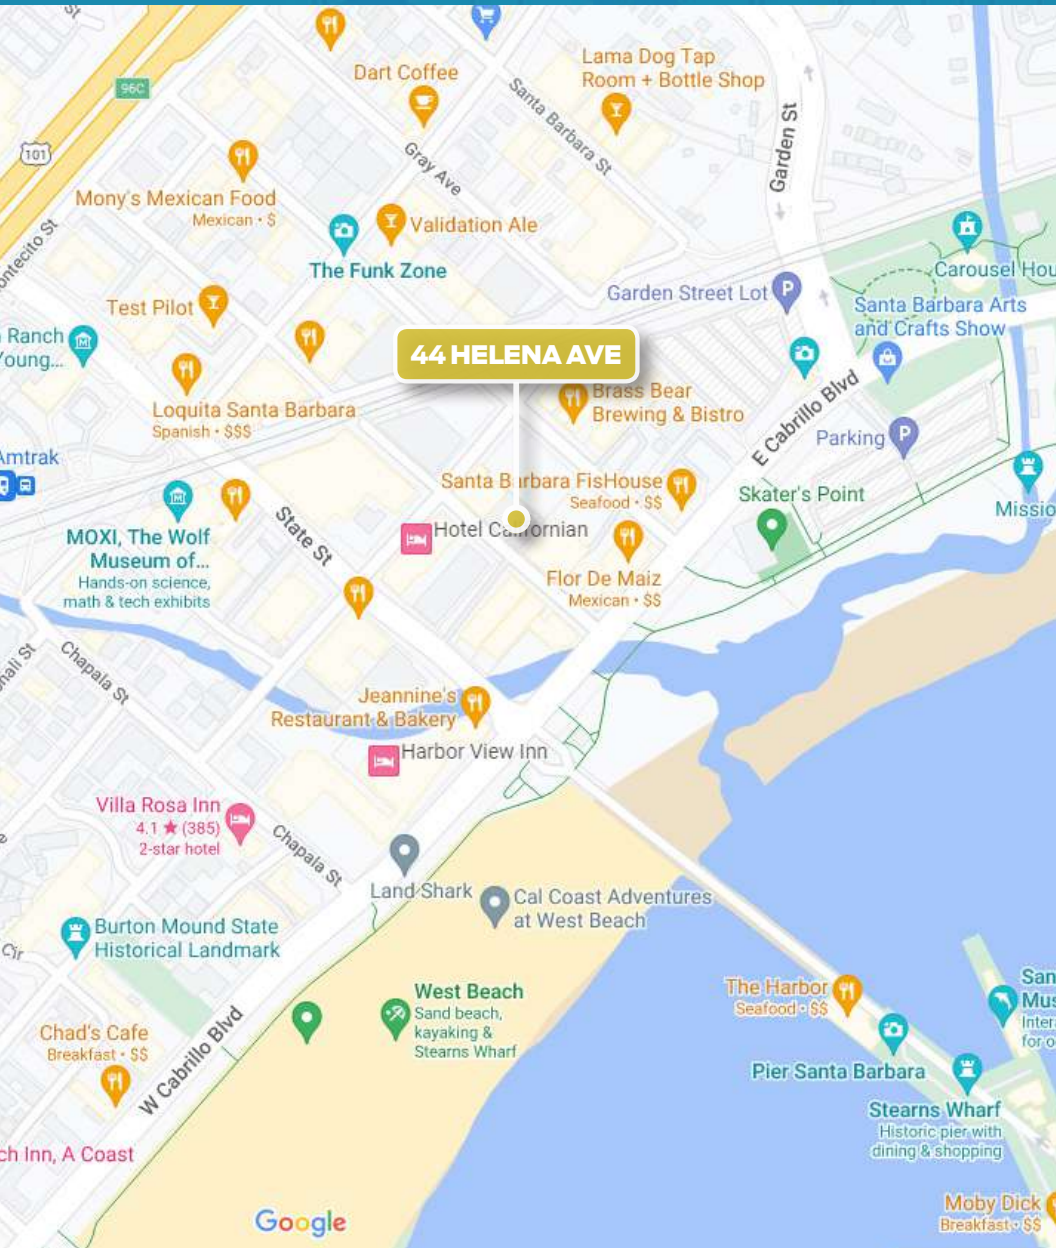 St
96C
101
Dart Coffee
Lama Dog Tap
Room + Bottle Shop
Santa Barbara St
Gray Ave
Garden St
Mony's Mexican Food
Mexican • $
Validation Ale
The Funk Zone
Carousel Hou
Garden Street Lot
P
Santa Barbara Arts
and Crafts Show
Test Pilot
Ranch
Young...
44 HELENA AVE
Brass Bear
Brewing & Bistro
Loquita Santa Barbara
Spanish • $$$
E Cabrillo Blvd
Parking
P
Amtrak
Santa B rbara FisHouse
Seafood • $$
Skater's Point
Missio
State St
Hotel Californian
MOXI, The Wolf
Museum of...
Hands-on science,
math & tech exhibits
Flor De Maiz
Mexican • $$
Chapala St
Jeannine's
Restaurant & Bakery
Harbor View Inn
Villa Rosa Inn
4.1 ★ (385)
2-star hotel
Chapala St
Land Shark
Cal Coast Adventures
at West Beach
Burton Mound State
Historical Landmark
Cir
West Beach
Sand beach,
kayaking &
Stearns Wharf
The Harbor
Seafood • $$
San
Mus
Inter
for o
Chad's Cafe
Breakfast • $$
W Cabrillo Blvd
Pier Santa Barbara
Stearns Wharf
Historic pier with
dining & shopping
ch Inn, A Coast
Moby Dick
Breakfast • $$
Google